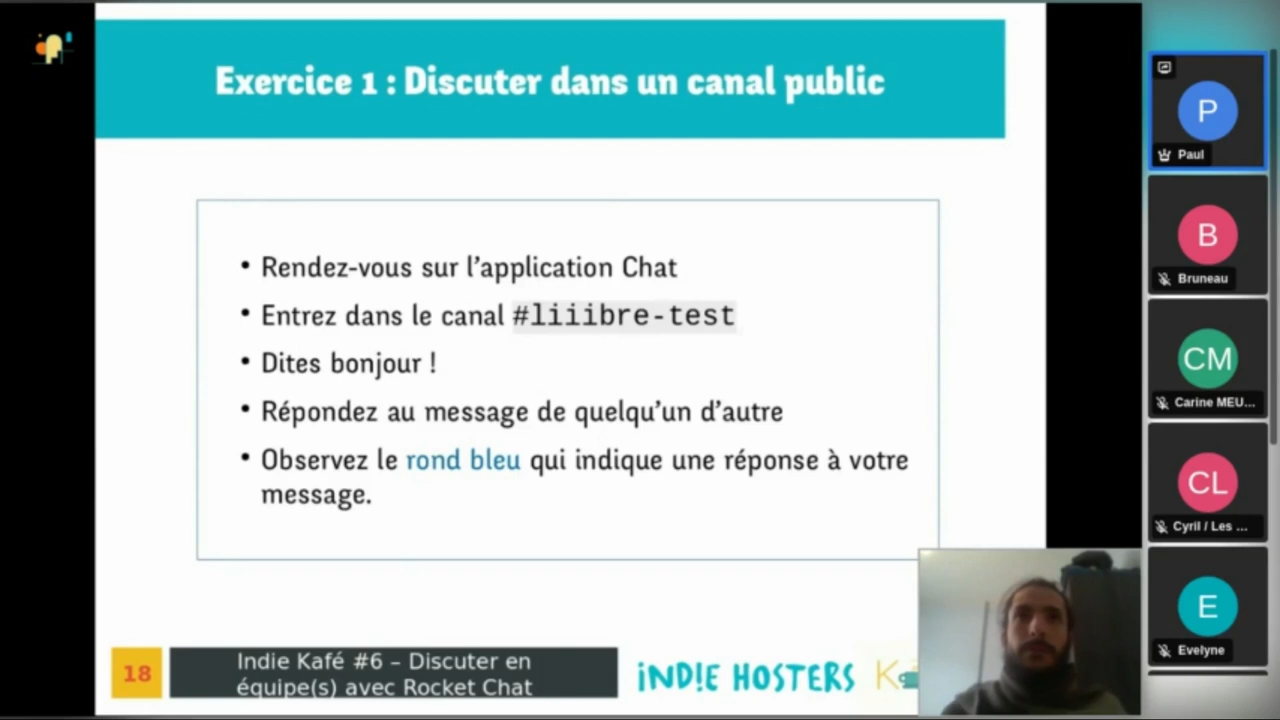 Exercice 1 : Discuter dans un canal public
• Rendez-vous sur l'application Chat
• Entrez dans le canal #liiibre-test
• Dites bonjour !
• Répondez au message de quelqu'un d'autre
• Observez le rond bleu qui indique une réponse à votre
message.
18
Indie Kafé #6 – Discuter en
équipe(s) avec Rocket Chat
INDIE HOSTERS
P
Paul
B
Bruneau
CM
Carine MEU...
CL
Cyril / Les ...
E
Evelyne